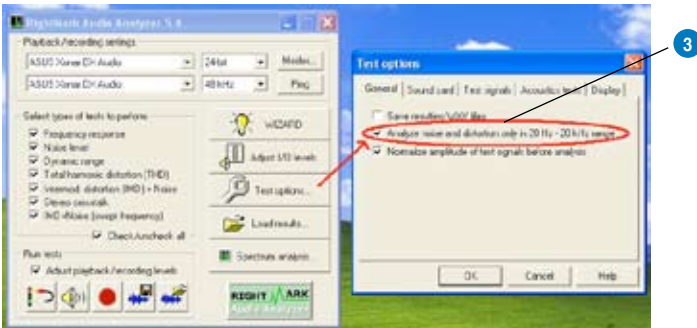 RightMark Audio Analyzer 5.4
Playback/recording settings
ASUS Xonar DX Audio
24-bit
Modes...
ASUS Xonar DX Audio
48 kHz
Ping
Select types of tests to perform
Frequency response
Noise level
Dynamic range
Total harmonic distortion (THD)
Intermod. distortion (IMD) + Noise
Stereo crosstalk
IMD+Noise (swept frequency)
Check/uncheck all
Run tests
Adjust playback/recording levels
WIZARD
Adjust I/O levels
Test options...
Load results...
Spectrum analysis...
RIGHT MARK
Audio Analyzer
Test options
General
Sound card
Test signals
Acoustics tests
Display
Save resulting WAV files
Analyze noise and distortion only in 20 Hz - 20 kHz range
Normalize amplitude of test signals before analysis
OK
Cancel
Help
3